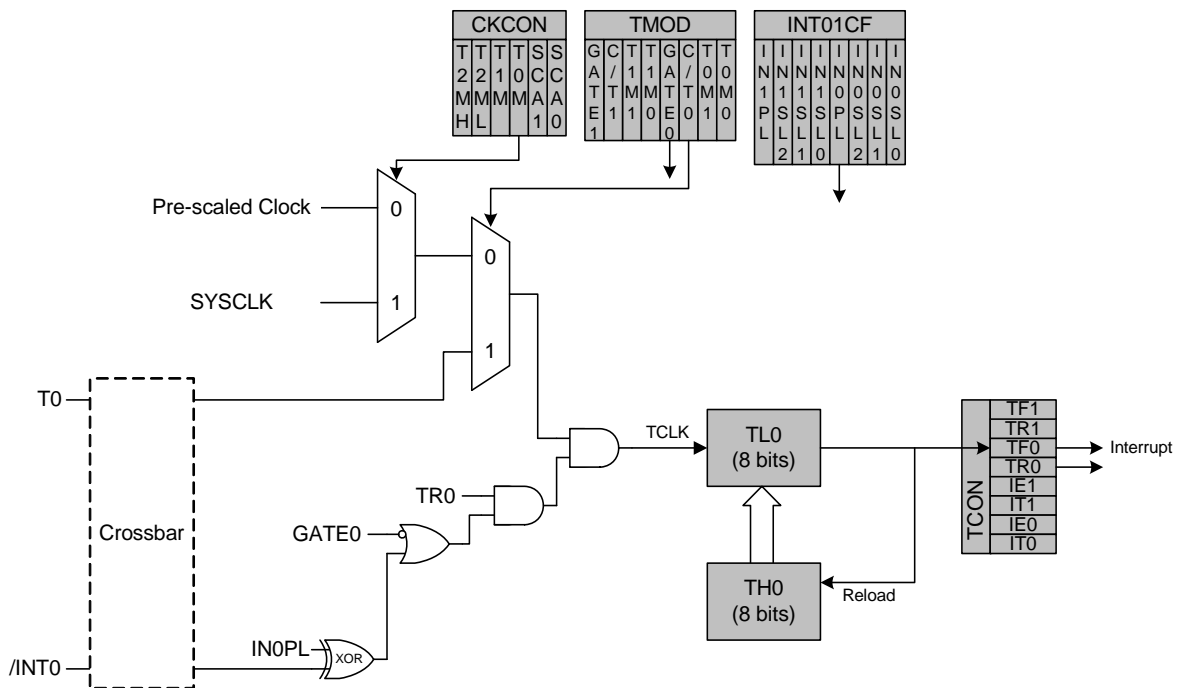 CKCON
T2MH
T2ML
T1M
T0M
SCA1
SCA0
TMOD
GATE1
C/T1
T1M1
T1M0
GATE0
C/T0
T0M1
T0M0
INT01CF
IN1PL
IN1SL2
IN1SL1
IN1SL0
IN0PL
IN0SL2
IN0SL1
IN0SL0
Pre-scaled Clock
0
SYSCLK
1
0
1
T0
Crossbar
/INT0
IN0PL
XOR
GATE0
TR0
TCLK
TL0
(8 bits)
TH0
(8 bits)
Reload
TCON
TF1
TR1
TF0
TR0
IE1
IT1
IE0
IT0
Interrupt